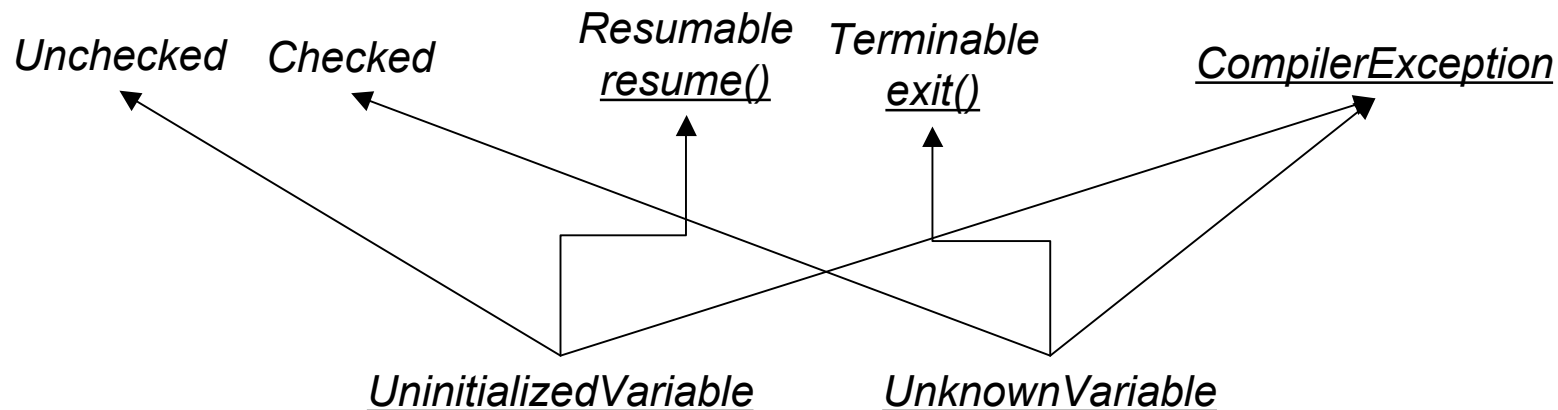 Unchecked
Checked
Resumable
resume()
Terminable
exit()
CompilerException
UninitializedVariable
UnknownVariable